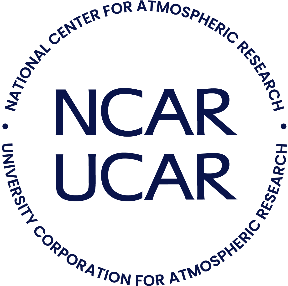 NATIONAL CENTER FOR ATMOSPHERIC RESEARCH
NCAR
UCAR
UNIVERSITY CORPORATION FOR ATMOSPHERIC RESEARCH